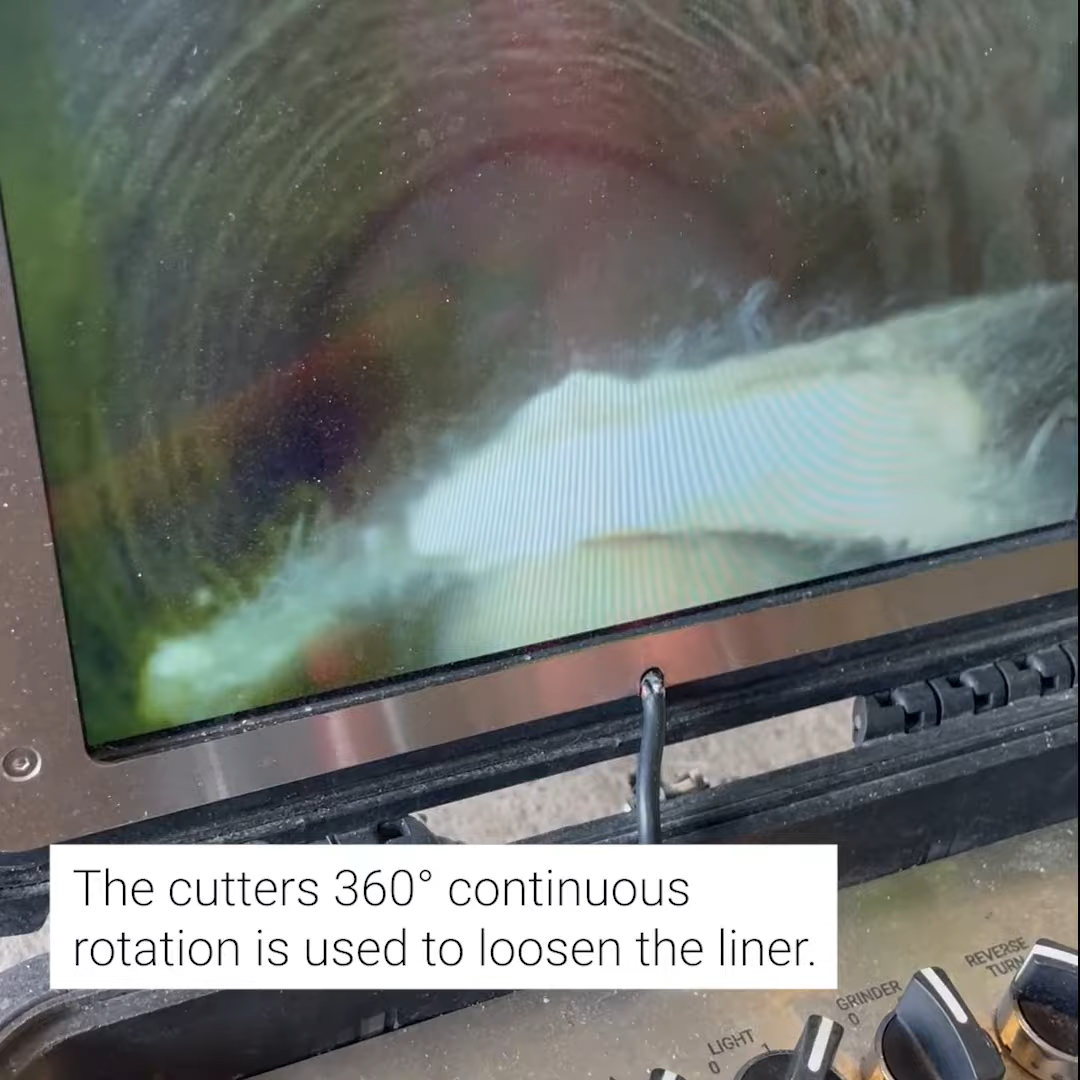 The cutters 360° continuous
rotation is used to loosen the liner.
REVERSE
TURN
GRINDER
0
LIGHT
0
1